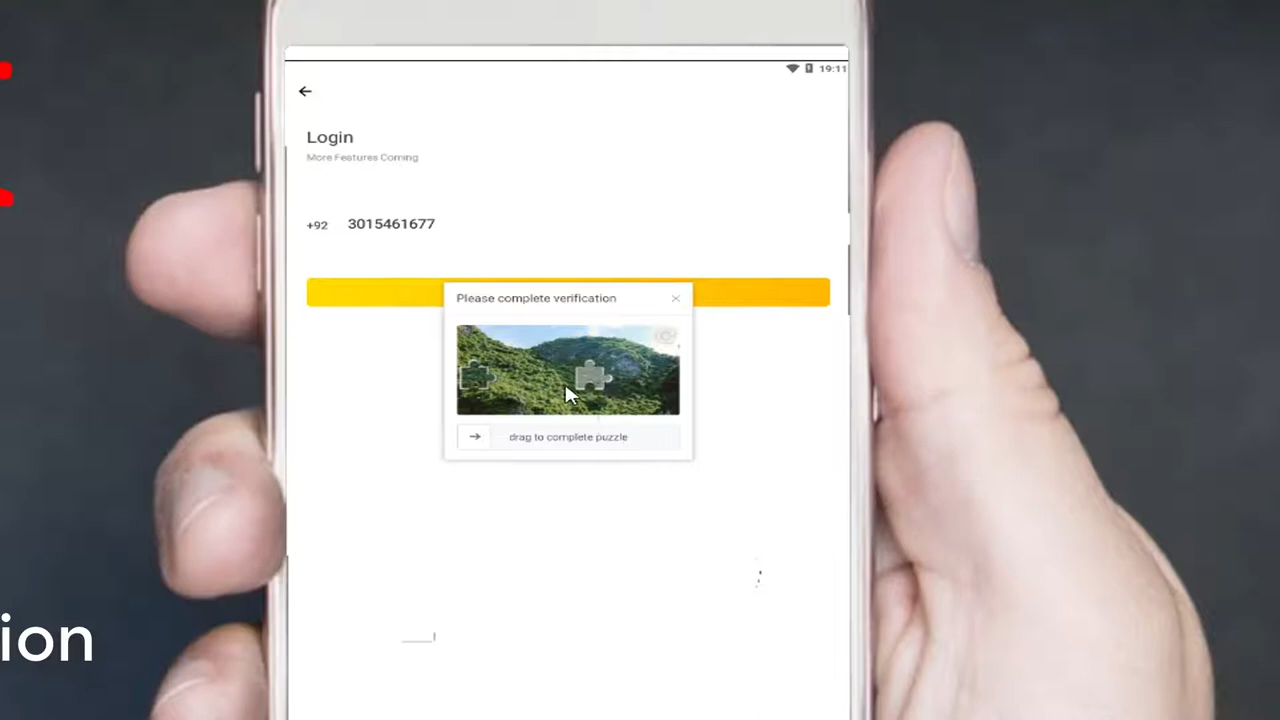 19:11
Login
More Features Coming
+92 3015461677
Please complete verification
drag to complete puzzle
ion